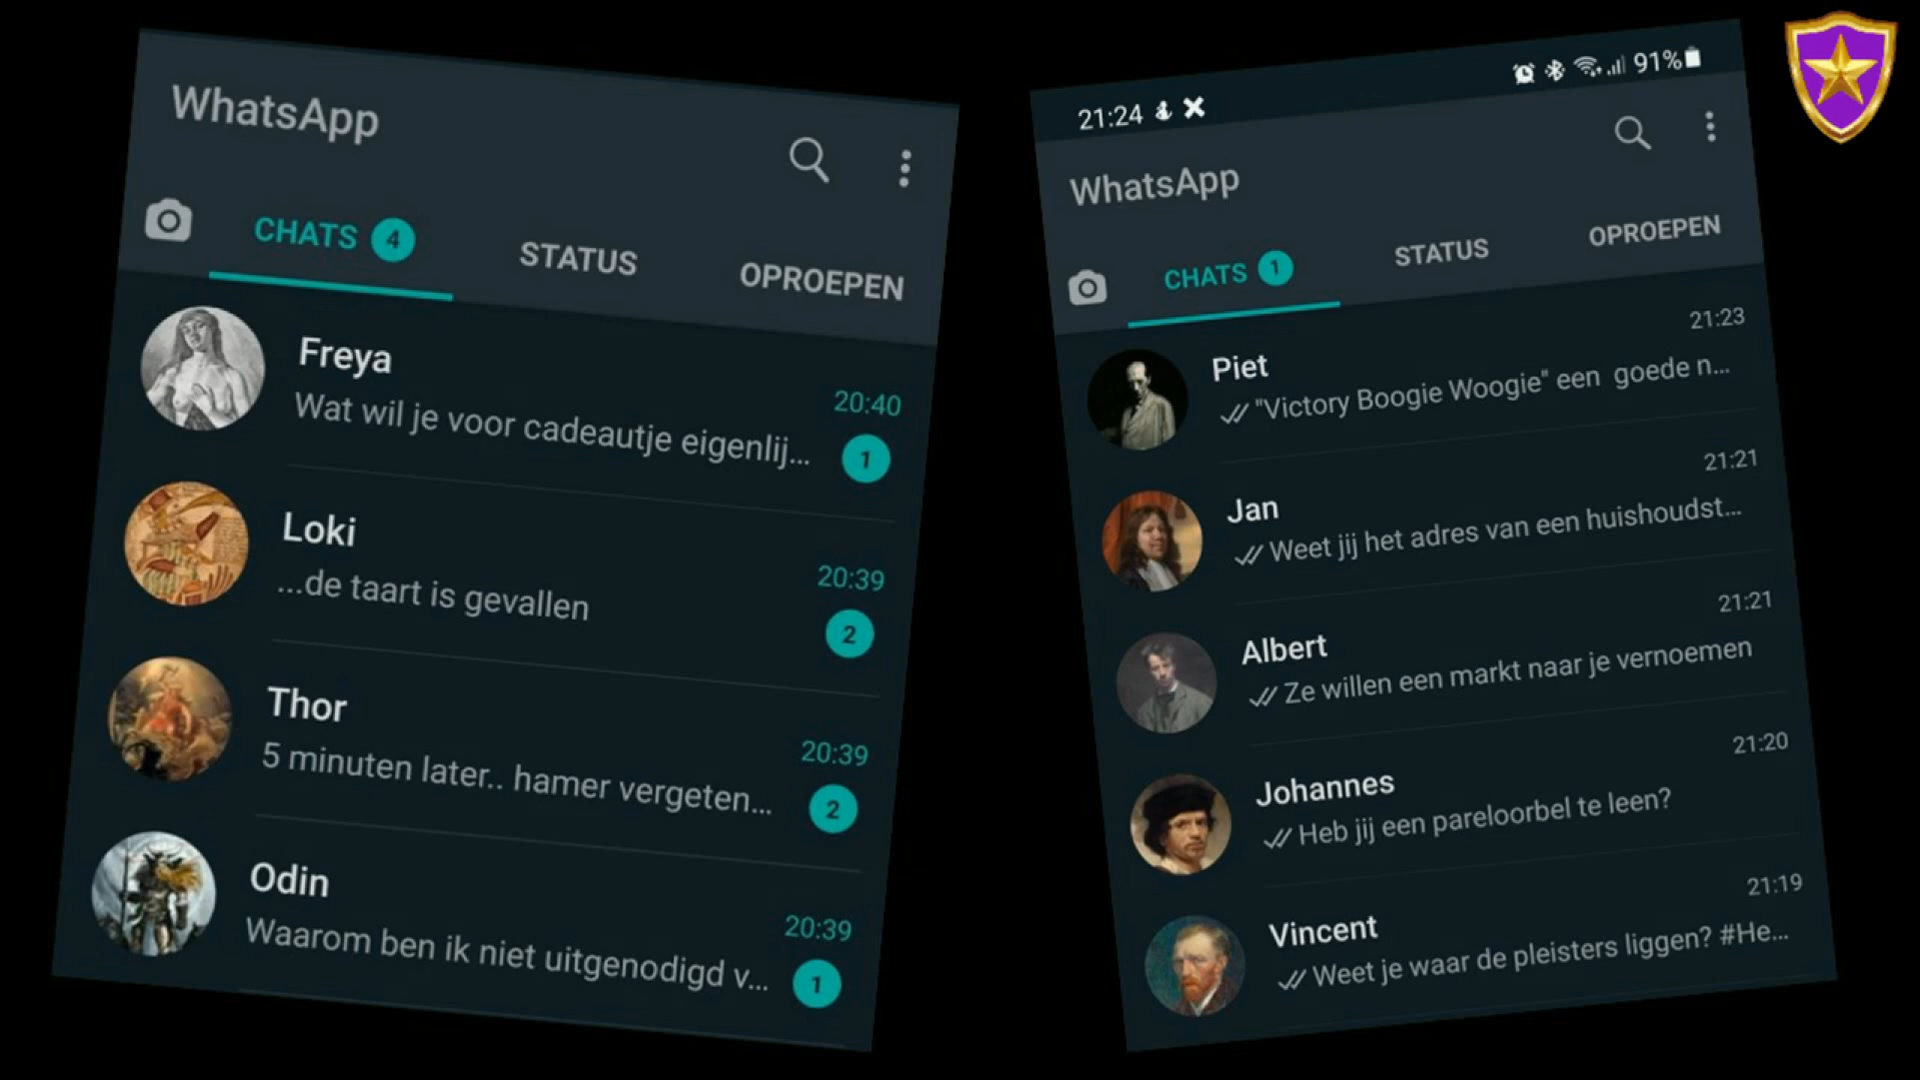 WhatsApp
CHATS 4 STATUS OPROEPEN
Freya
20:40
Wat wil je voor cadeautje eigenlij...
1
Loki
20:39
...de taart is gevallen
2
Thor
20:39
5 minuten later.. hamer vergeten...
2
Odin
20:39
Waarom ben ik niet uitgenodigd v...
1
21:24 91%
WhatsApp
CHATS 1 STATUS OPROEPEN
Piet
21:23
"Victory Boogie Woogie" een goede n...
Jan
21:21
Weet jij het adres van een huishoudst...
Albert
21:21
Ze willen een markt naar je vernoemen
Johannes
21:20
Heb jij een pareloorbel te leen?
Vincent
21:19
Weet je waar de pleisters liggen? #He...